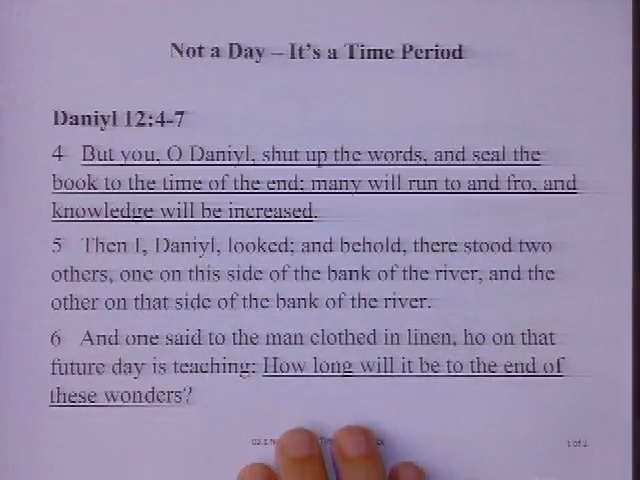 Not a Day – It's a Time Period
Daniyl 12:4-7
4 But you, O Daniyl, shut up the words, and seal the
book to the time of the end; many will run to and fro, and
knowledge will be increased.
5 Then I, Daniyl, looked; and behold, there stood two
others, one on this side of the bank of the river, and the
other on that side of the bank of the river.
6 And one said to the man clothed in linen, ho on that
future day is teaching: How long will it be to the end of
these wonders?
1 of 2